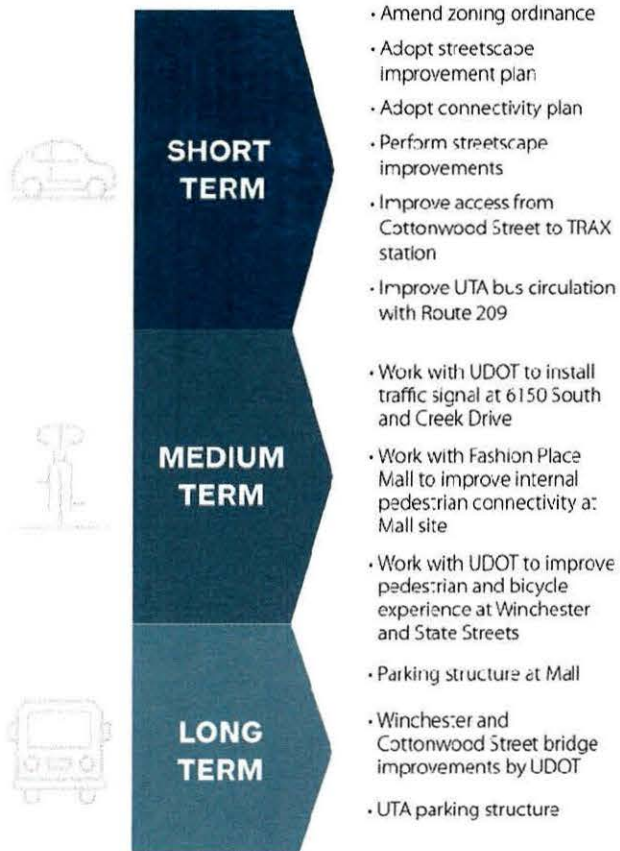 SHORT
TERM
· Amend zoning ordinance
· Adopt streetscape
improvement plan
· Adopt connectivity plan
· Perform streetscape
improvements
· Improve access from
Cottonwood Street to TRAX
station
· Improve UTA bus circulation
with Route 209
MEDIUM
TERM
· Work with UDOT to install
traffic signal at 6150 South
and Creek Drive
· Work with Fashion Place
Mall to improve internal
pedestrian connectivity at
Mall site
· Work with UDOT to improve
pedestrian and bicycle
experience at Winchester
and State Streets
LONG
TERM
· Parking structure at Mall
· Winchester and
Cottonwood Street bridge
improvements by UDOT
· UTA parking structure